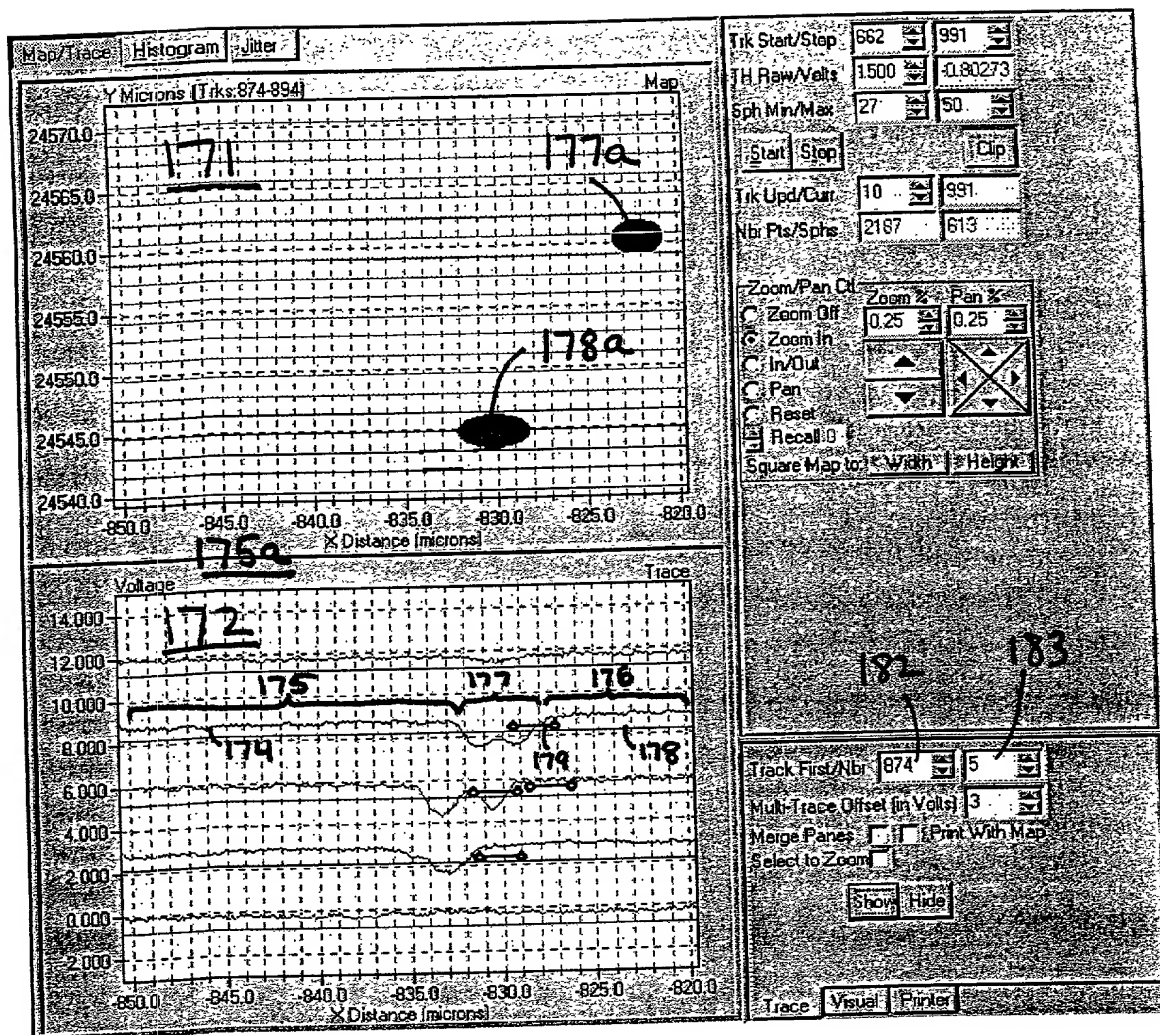 Map/Trace Histogram Jitter
Y Microns (Trks:874-894) Map
24570.0
24565.0
24560.0
24555.0
24550.0
24545.0
24540.0
171
177a
178a
-850.0 -845.0 -840.0 -835.0 -830.0 -825.0 -820.0
X Distance [microns]
175a
Voltage Trace
172
14.000
12.000
10.000
8.000
6.000
4.000
2.000
0.000
-2.000
175 177 176
174 179 178
-850.0 -845.0 -840.0 -835.0 -830.0 -825.0 -820.0
X Distance [microns]
Trk Start/Stop 662 991
TH Raw/Volts 1500 -0.80273
Sph Min/Max 27 50
Start Stop Clip
Trk Upd/Curr 10 991
Nbr Pts/Sphs 2187 613
Zoom/Pan Ctl Zoom % Pan %
Zoom Off 0.25 0.25
Zoom In
In/Out
Pan
Reset
Recall:0
Square Map to: Width Height
182 183
Track First/Nbr 874 5
Multi-Trace Offset (in Volts) 3
Merge Panes Print With Map
Select to Zoom
Show Hide
Trace Visual Printer